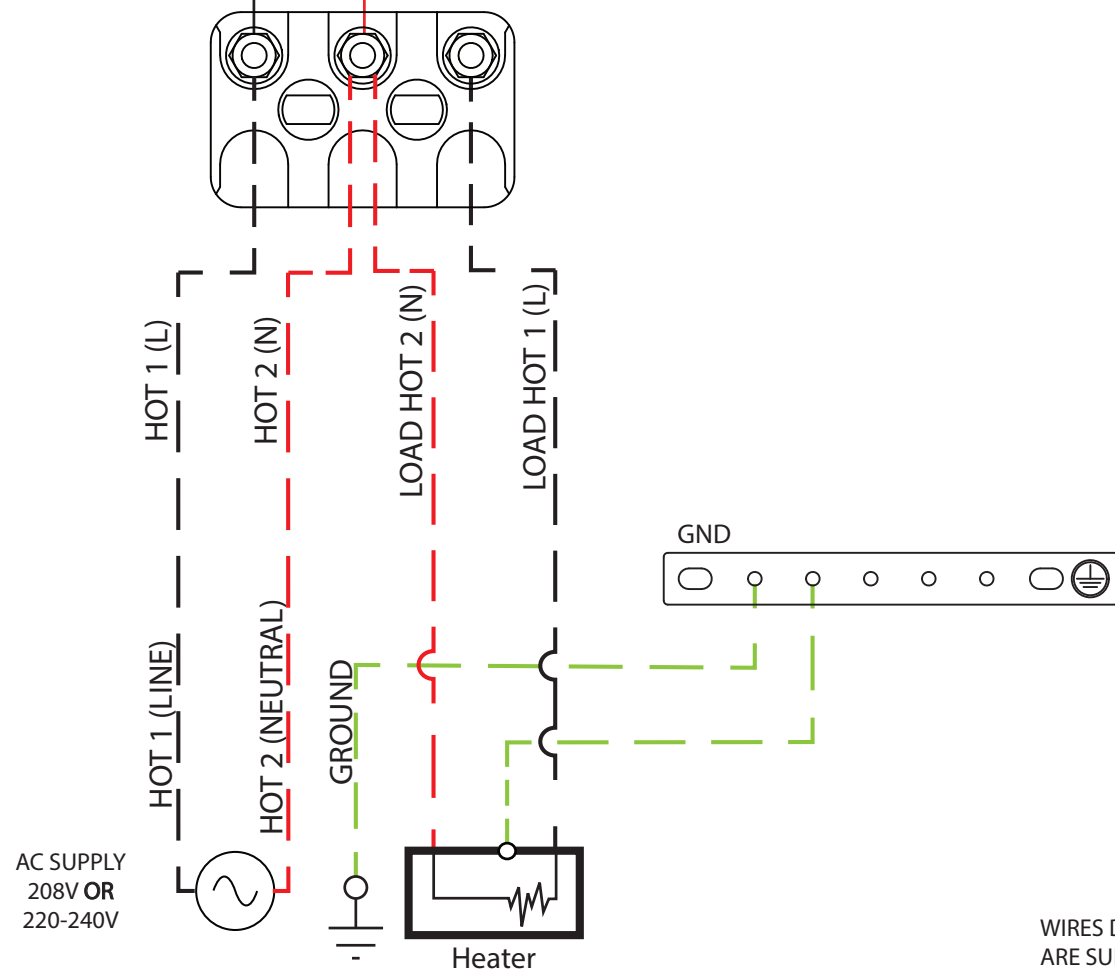 HOT 1 (L)
HOT 2 (N)
LOAD HOT 2 (N)
LOAD HOT 1 (L)
GND
HOT 1 (LINE)
HOT 2 (NEUTRAL)
GROUND
AC SUPPLY
208V OR
220-240V
Heater
WIRES
ARE